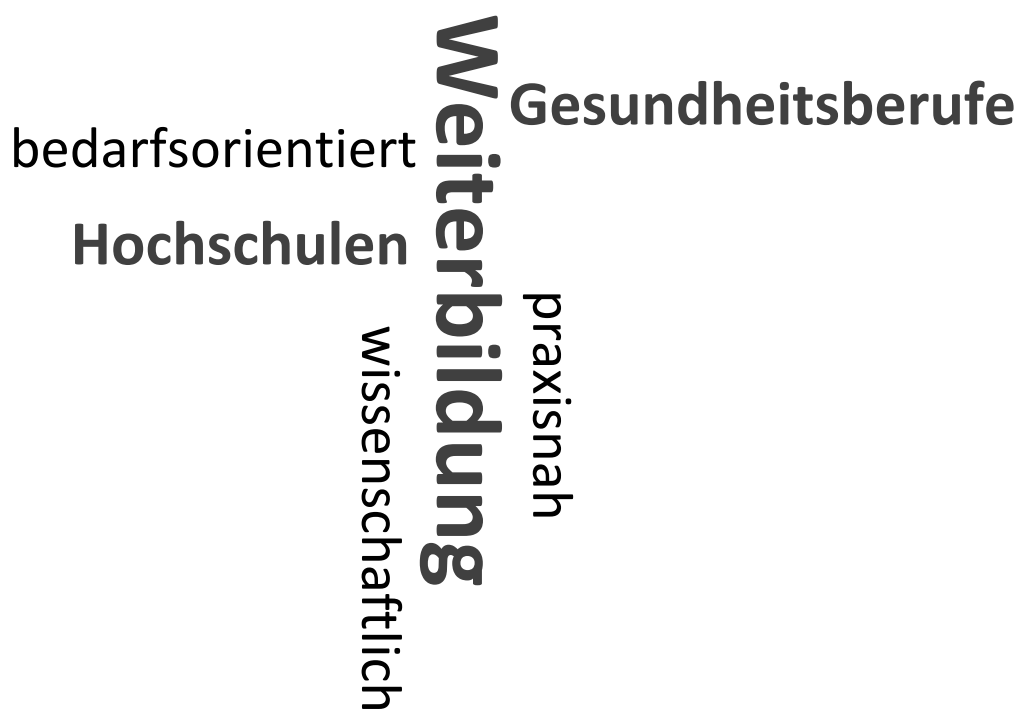 Weiterbildung
Gesundheitsberufe
bedarfsorientiert
Hochschulen
praxisnah
wissenschaftlich